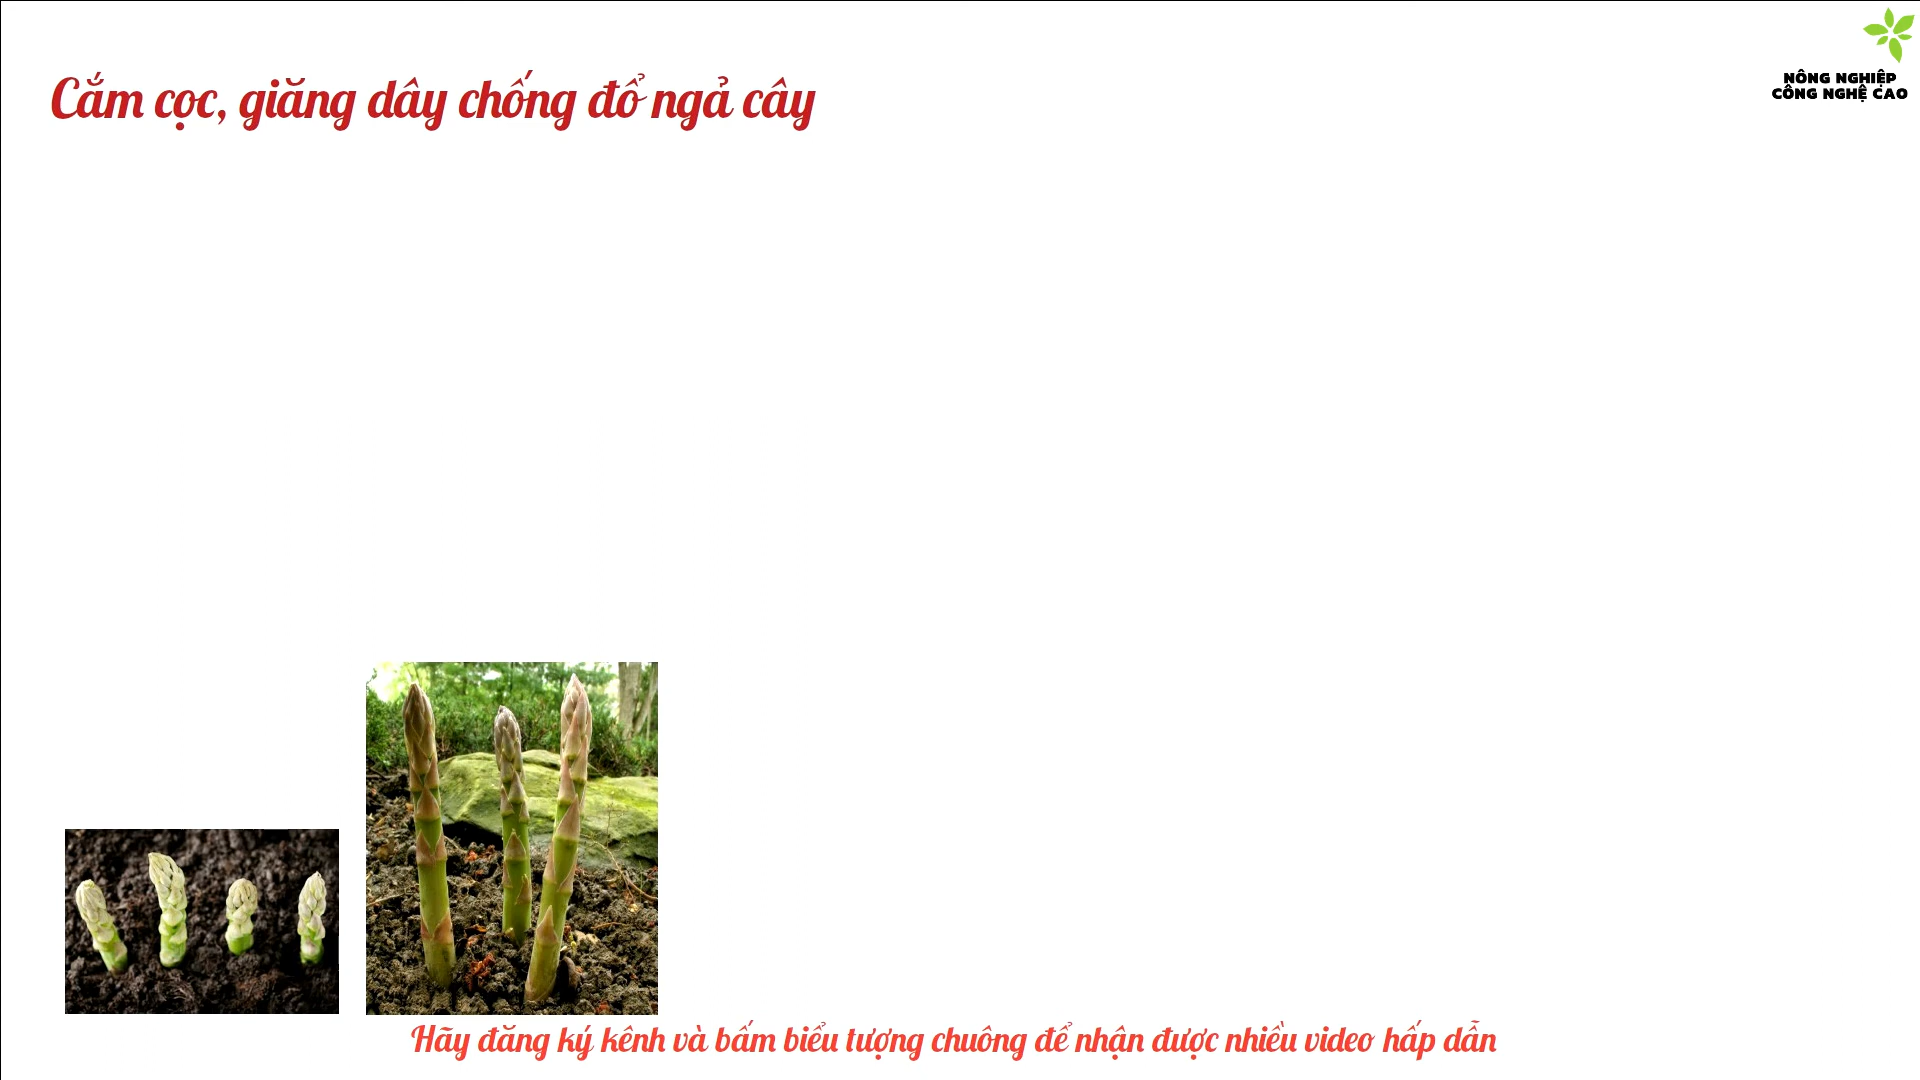 Cắm cọc, giăng dây chống đổ ngả cây
NÔNG NGHIỆP
CÔNG NGHỆ CAO
Hãy đăng ký kênh và bấm biểu tượng chuông để nhận được nhiều video hấp dẫn